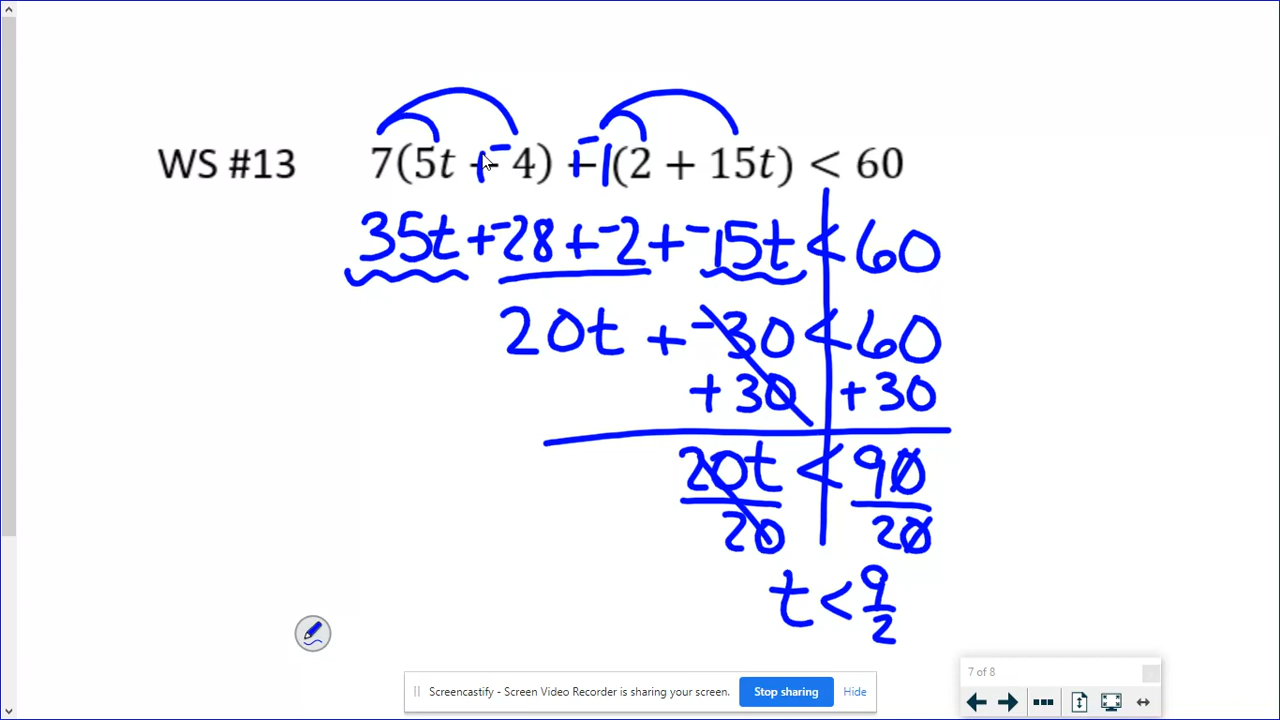 WS #13 7(5t + -4) + -1(2 + 15t) < 60
35t + -28 + -2 + -15t < 60
20t + -30 < 60
+30 +30
20t < 90
20 20
t < 9/2
7 of 8
Screencastify - Screen Video Recorder is sharing your screen. Stop sharing Hide